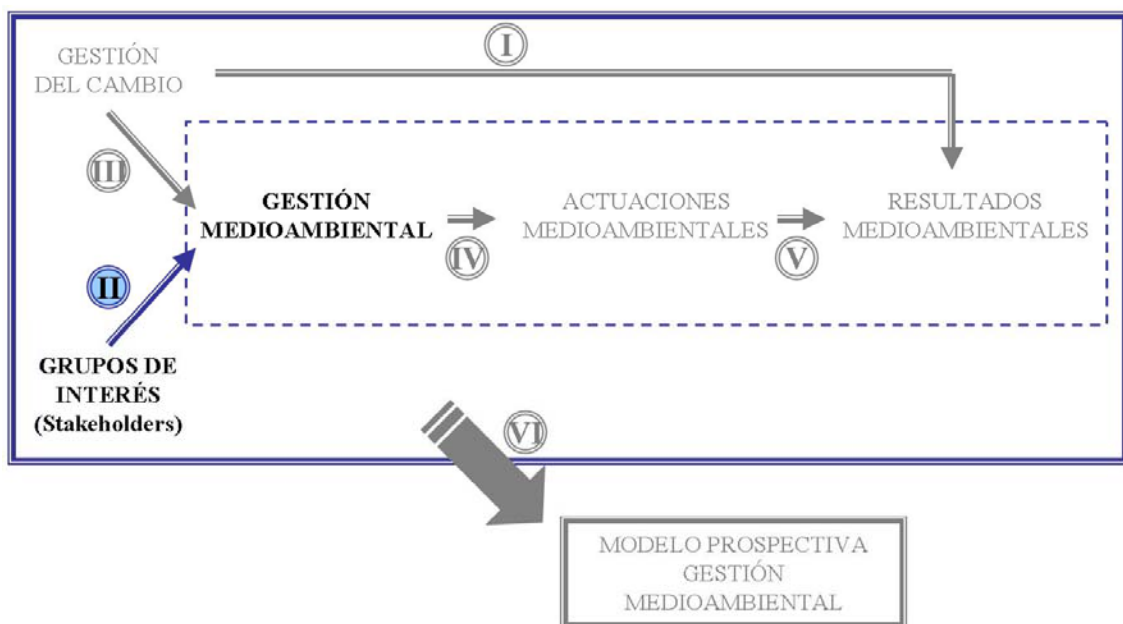 I
GESTIÓN
DEL CAMBIO
III
GESTIÓN
MEDIOAMBIENTAL
IV
ACTUACIONES
MEDIOAMBIENTALES
V
RESULTADOS
MEDIOAMBIENTALES
II
GRUPOS DE
INTERÉS
(Stakeholders)
VI
MODELO PROSPECTIVA
GESTIÓN
MEDIOAMBIENTAL